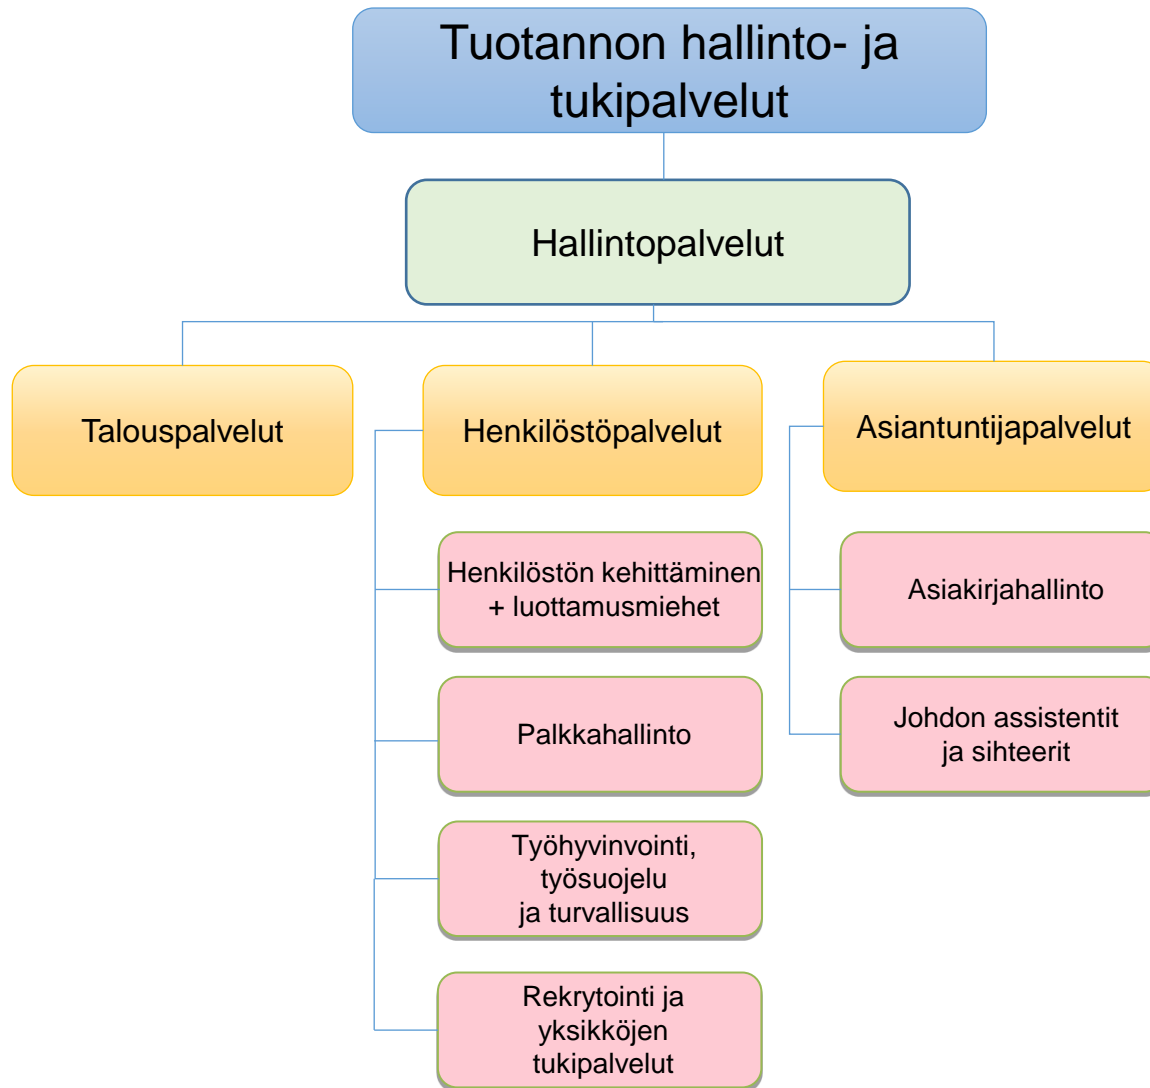 Tuotannon hallinto- ja
tukipalvelut
Hallintopalvelut
Talouspalvelut
Henkilöstöpalvelut
Asiantuntijapalvelut
Henkilöstön kehittäminen
+ luottamusmiehet
Asiakirjahallinto
Palkkahallinto
Johdon assistentit
ja sihteerit
Työhyvinvointi,
työsuojelu
ja turvallisuus
Rekrytointi ja
yksikköjen
tukipalvelut